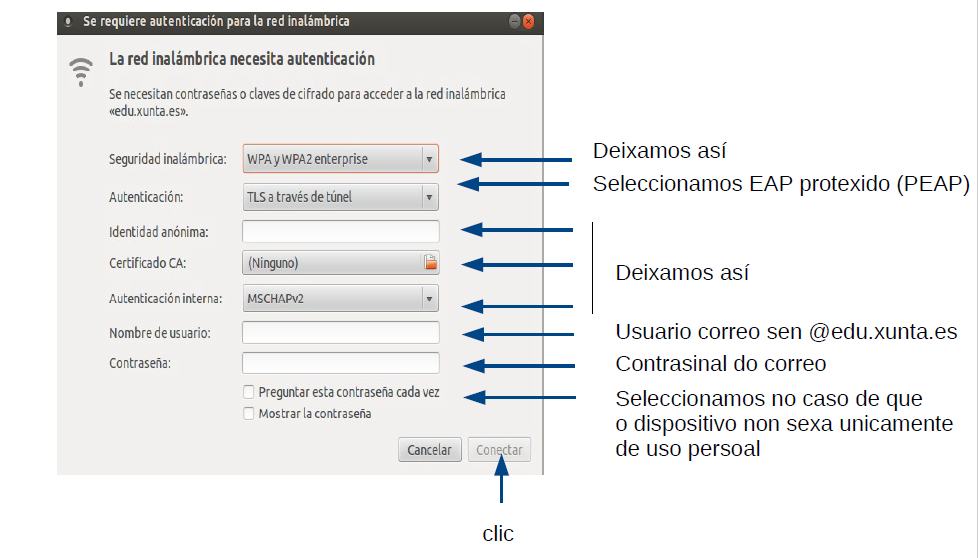 Se requiere autenticación para la red inalámbrica
La red inalámbrica necesita autenticación
Se necesitan contraseñas o claves de cifrado para acceder a la red inalámbrica
«edu.xunta.es».
Seguridad inalámbrica: WPA y WPA2 enterprise
Deixamos así
Seleccionamos EAP protexido (PEAP)
Autenticación: TLS a través de túnel
Identidad anónima:
Certificado CA: (Ninguno)
Deixamos así
Autenticación interna: MSCHAPv2
Nombre de usuario:
Usuario correo sen @edu.xunta.es
Contraseña:
Contrasinal do correo
Preguntar esta contraseña cada vez
Mostrar la contraseña
Seleccionamos no caso de que
o dispositivo non sexa unicamente
de uso persoal
Cancelar Conectar
clic